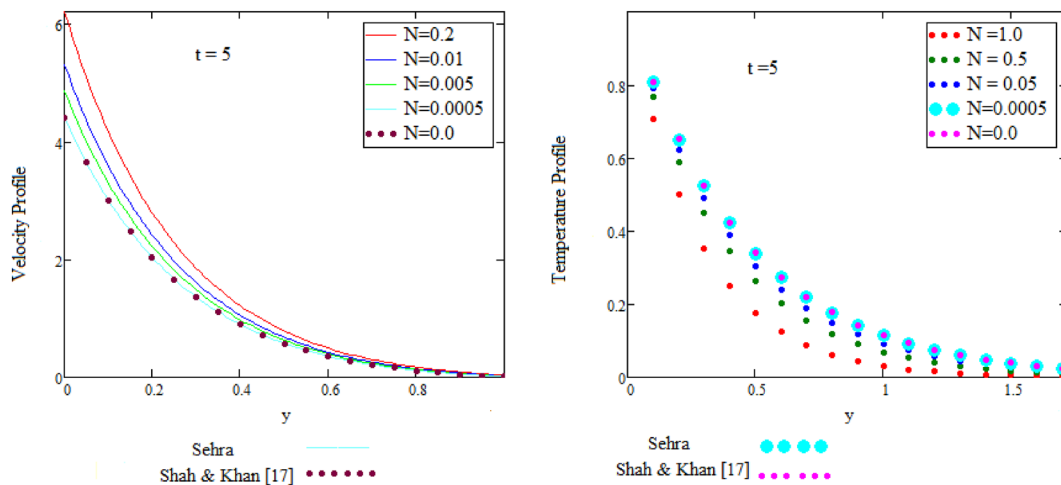 6
4
2
0
Velocity Profile
t = 5
N=0.2
N=0.01
N=0.005
N=0.0005
N=0.0
0 0.2 0.4 0.6 0.8
y
Sehra
Shah & Khan [17]
0.8
0.6
0.4
0.2
0
Temperature Profile
t =5
N =1.0
N = 0.5
N = 0.05
N=0.0005
N=0.0
0 0.5 1 1.5
y
Sehra
Shah & Khan [17]